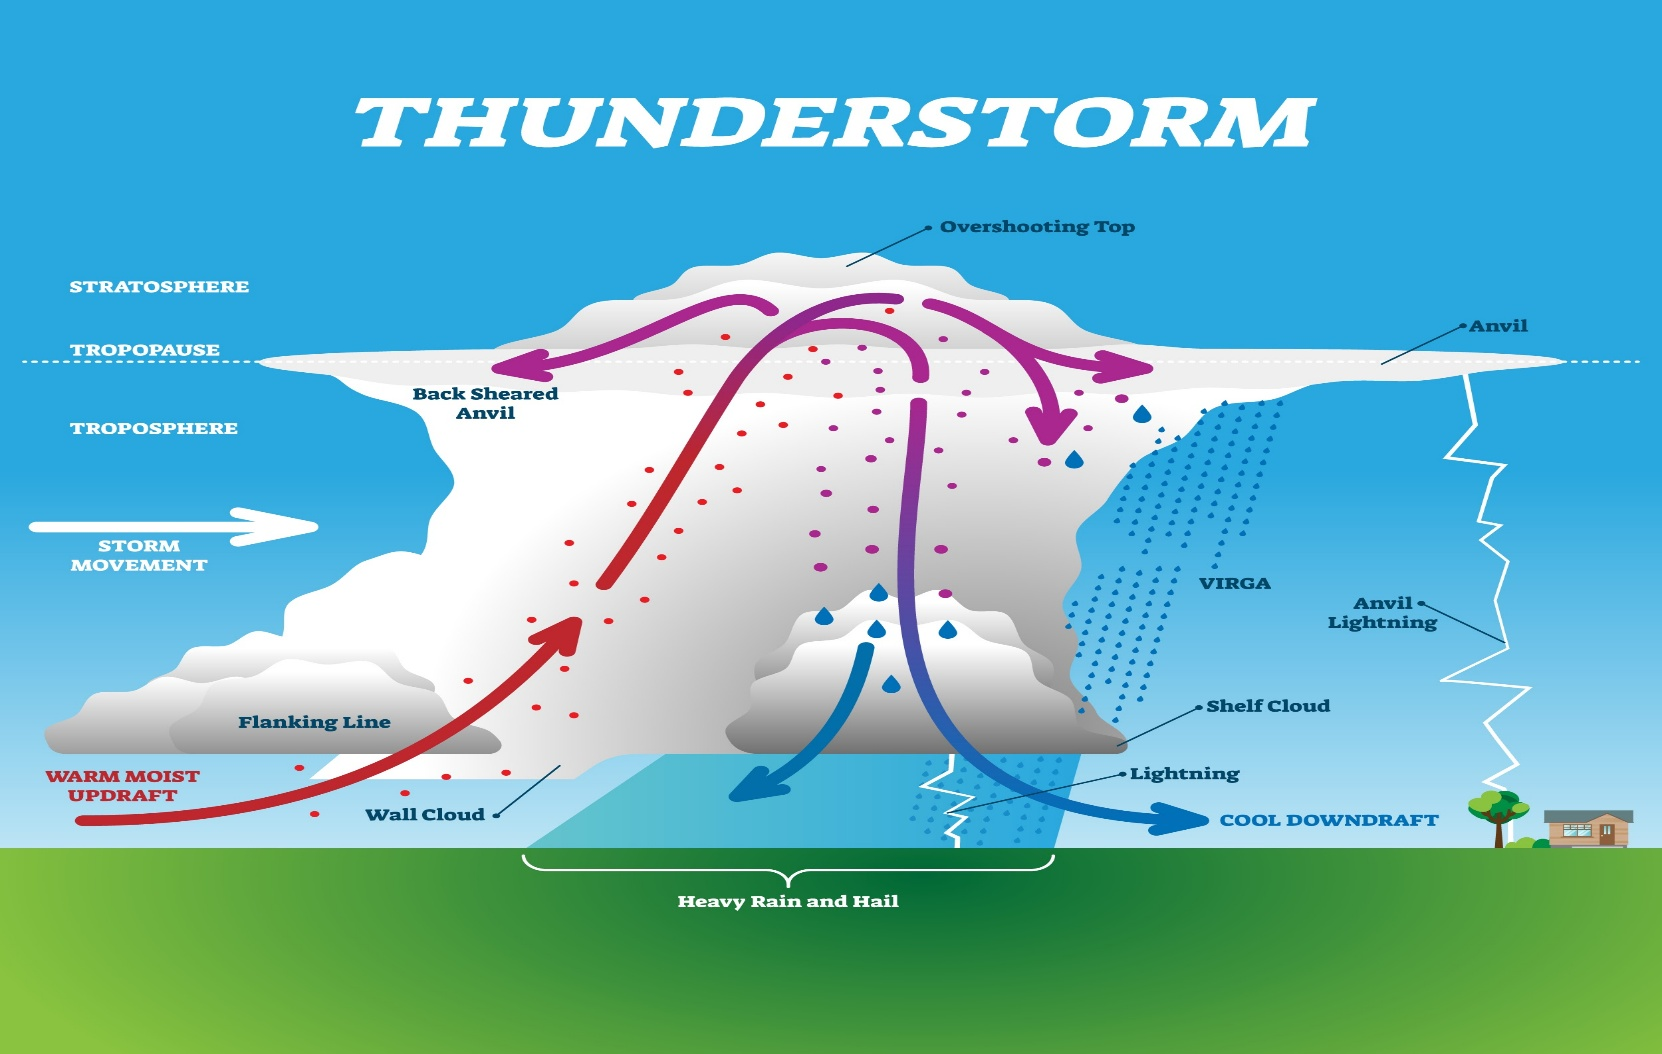 THUNDERSTORM
Overshooting Top
STRATOSPHERE
Anvil
TROPOPAUSE
Back Sheared
Anvil
TROPOSPHERE
STORM
MOVEMENT
VIRGA
Anvil
Lightning
Shelf Cloud
Flanking Line
WARM MOIST
UPDRAFT
Lightning
Wall Cloud
COOL DOWNDRAFT
Heavy Rain and Hail